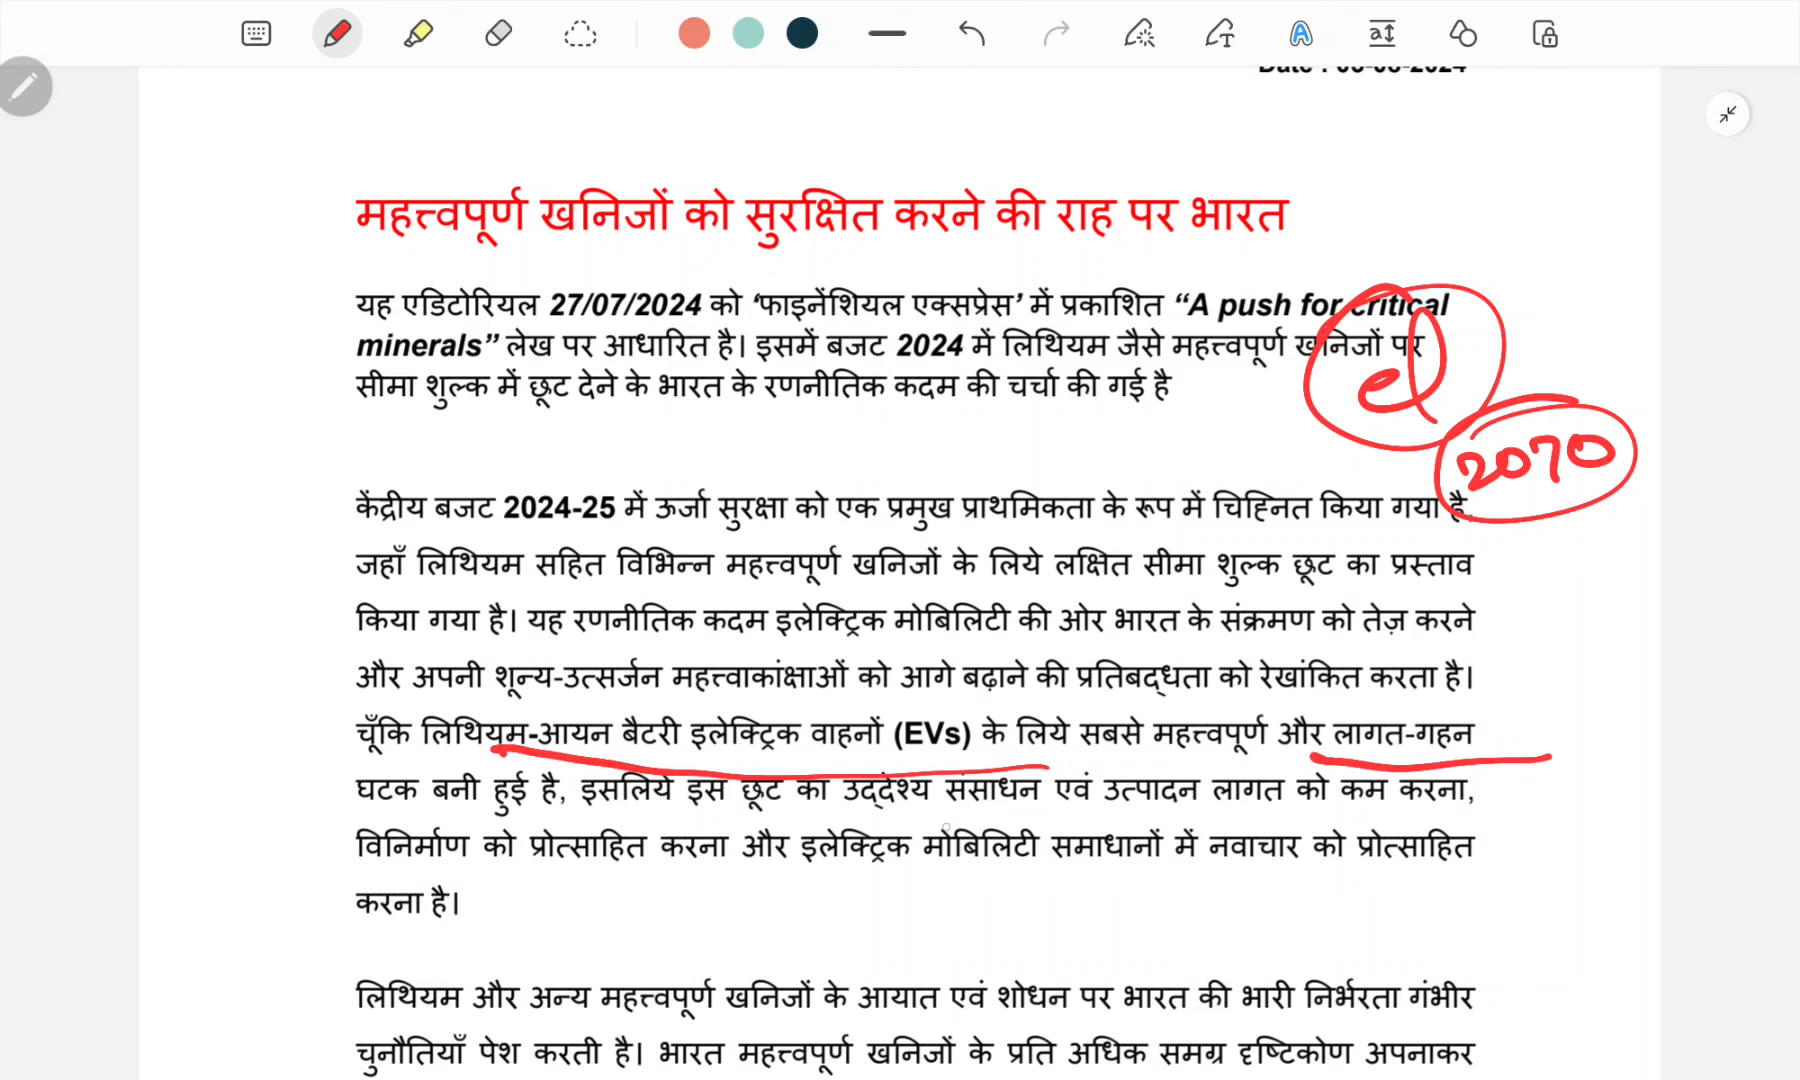 महत्त्वपूर्ण खनिजों को सुरक्षित करने की राह पर भारत
यह एडिटोरियल 27/07/2024 को ‘फाइनेंशियल एक्सप्रेस’ में प्रकाशित “A push for critical
minerals” लेख पर आधारित है। इसमें बजट 2024 में लिथियम जैसे महत्त्वपूर्ण खनिजों पर
सीमा शुल्क में छूट देने के भारत के रणनीतिक कदम की चर्चा की गई है
el
2070
केंद्रीय बजट 2024-25 में ऊर्जा सुरक्षा को एक प्रमुख प्राथमिकता के रूप में चिह्नित किया गया है,
जहाँ लिथियम सहित विभिन्न महत्त्वपूर्ण खनिजों के लिये लक्षित सीमा शुल्क छूट का प्रस्ताव
किया गया है। यह रणनीतिक कदम इलेक्ट्रिक मोबिलिटी की ओर भारत के संक्रमण को तेज़ करने
और अपनी शून्य-उत्सर्जन महत्त्वाकांक्षाओं को आगे बढ़ाने की प्रतिबद्धता को रेखांकित करता है।
चूँकि लिथियम-आयन बैटरी इलेक्ट्रिक वाहनों (EVs) के लिये सबसे महत्त्वपूर्ण और लागत-गहन
घटक बनी हुई है, इसलिये इस छूट का उद्देश्य संसाधन एवं उत्पादन लागत को कम करना,
विनिर्माण को प्रोत्साहित करना और इलेक्ट्रिक मोबिलिटी समाधानों में नवाचार को प्रोत्साहित
करना है।
लिथियम और अन्य महत्त्वपूर्ण खनिजों के आयात एवं शोधन पर भारत की भारी निर्भरता गंभीर
चुनौतियाँ पेश करती है। भारत महत्त्वपूर्ण खनिजों के प्रति अधिक समग्र दृष्टिकोण अपनाकर